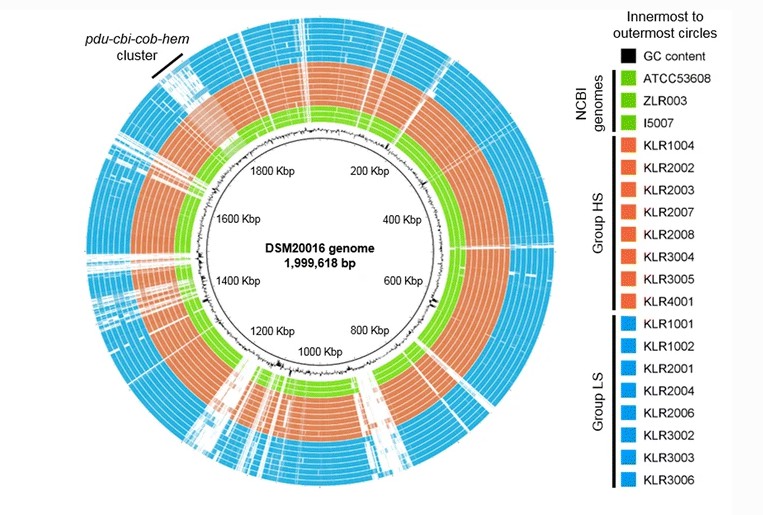 pdu-cbi-cob-hem
cluster
1800 Kbp
200 Kbp
1600 Kbp
400 Kbp
DSM20016 genome
1,999,618 bp
1400 Kbp
600 Kbp
1200 Kbp
800 Kbp
1000 Kbp
Innermost to
outermost circles
GC content
NCBI
genomes
ATCC53608
ZLR003
I5007
Group HS
KLR1004
KLR2002
KLR2003
KLR2007
KLR2008
KLR3004
KLR3005
KLR4001
Group LS
KLR1001
KLR1002
KLR2001
KLR2004
KLR2006
KLR3002
KLR3003
KLR3006